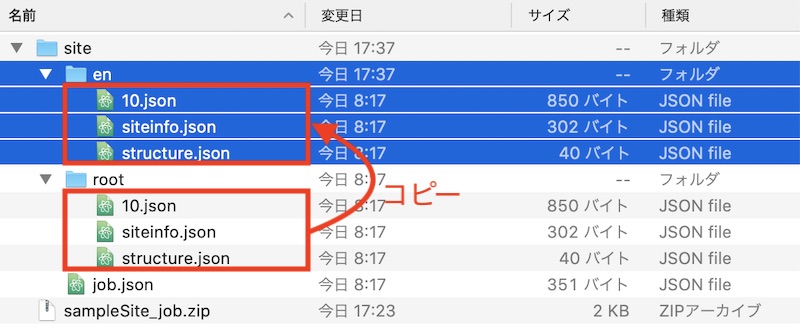 名前 変更日 サイズ 種類
site 今日 17:37 -- フォルダ
en 今日 17:37 -- フォルダ
10.json 今日 8:17 850 バイト JSON file
siteinfo.json 今日 8:17 302 バイト JSON file
structure.json 今日 8:17 40 バイト JSON file
root 今日 8:17 -- フォルダ
コピー
10.json 今日 8:17 850 バイト JSON file
siteinfo.json 今日 8:17 302 バイト JSON file
structure.json 今日 8:17 40 バイト JSON file
job.json 今日 8:17 351 バイト JSON file
sampleSite_job.zip 今日 17:23 2 KB ZIPアーカイブ